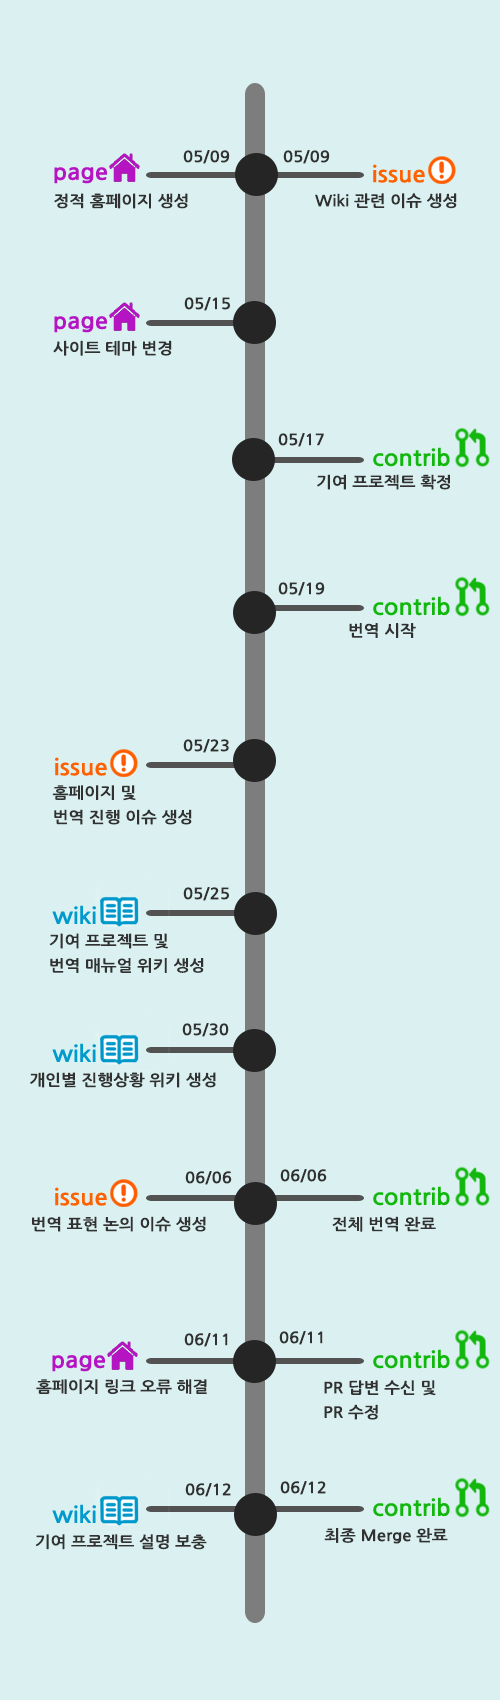 05/09
page
정적 홈페이지 생성
05/09
issue
Wiki 관련 이슈 생성
05/15
page
사이트 테마 변경
05/17
contrib
기여 프로젝트 확정
05/19
contrib
번역 시작
05/23
issue
홈페이지 및
번역 진행 이슈 생성
05/25
wiki
기여 프로젝트 및
번역 매뉴얼 위키 생성
05/30
wiki
개인별 진행상황 위키 생성
06/06
issue
번역 표현 논의 이슈 생성
06/06
contrib
전체 번역 완료
06/11
page
홈페이지 링크 오류 해결
06/11
contrib
PR 답변 수신 및
PR 수정
06/12
wiki
기여 프로젝트 설명 보충
06/12
contrib
최종 Merge 완료